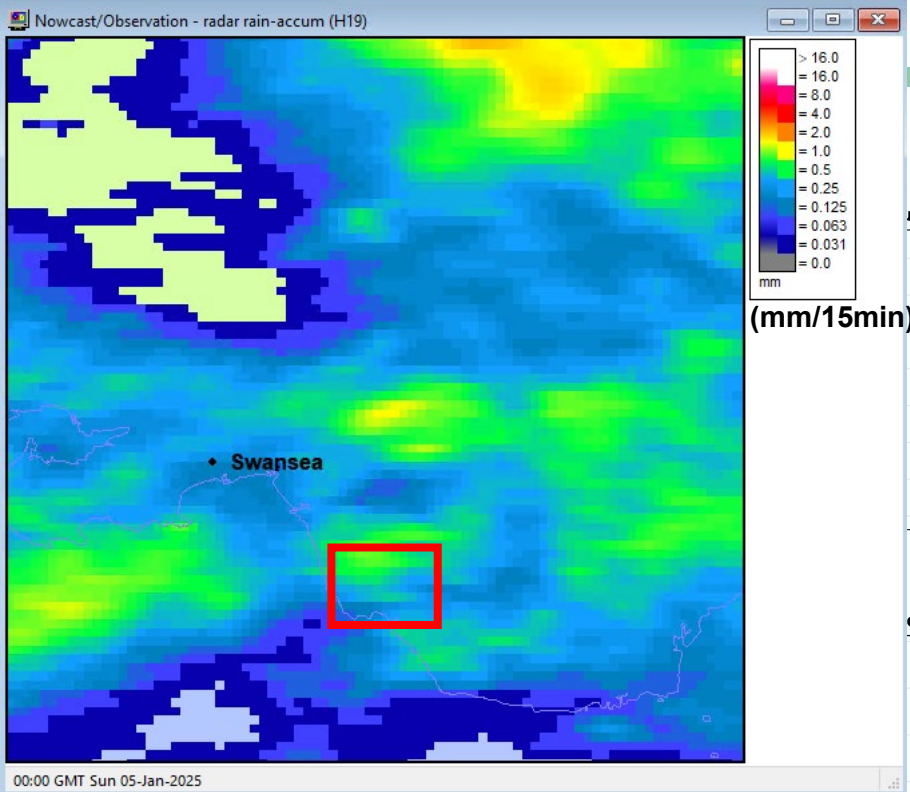 Nowcast/Observation - radar rain-accum (H19)
> 16.0
= 16.0
= 8.0
= 4.0
= 2.0
= 1.0
= 0.5
= 0.25
= 0.125
= 0.063
= 0.031
= 0.0
mm
(mm/15min)
Swansea
00:00 GMT Sun 05-Jan-2025